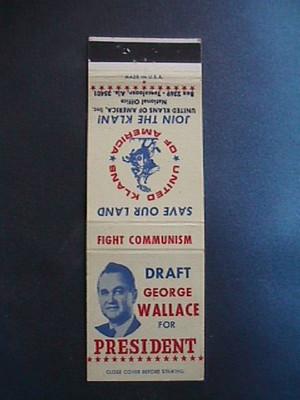 MADE IN U.S.A.
Box 2369 - Tuscaloosa, Ala. 35401
National Office
UNITED KLANS OF AMERICA, Inc.
JOIN THE KLAN!
UNITED KLANS
OF AMERICA
SAVE OUR LAND
FIGHT COMMUNISM
DRAFT
GEORGE
WALLACE
FOR
PRESIDENT
CLOSE COVER BEFORE STRIKING